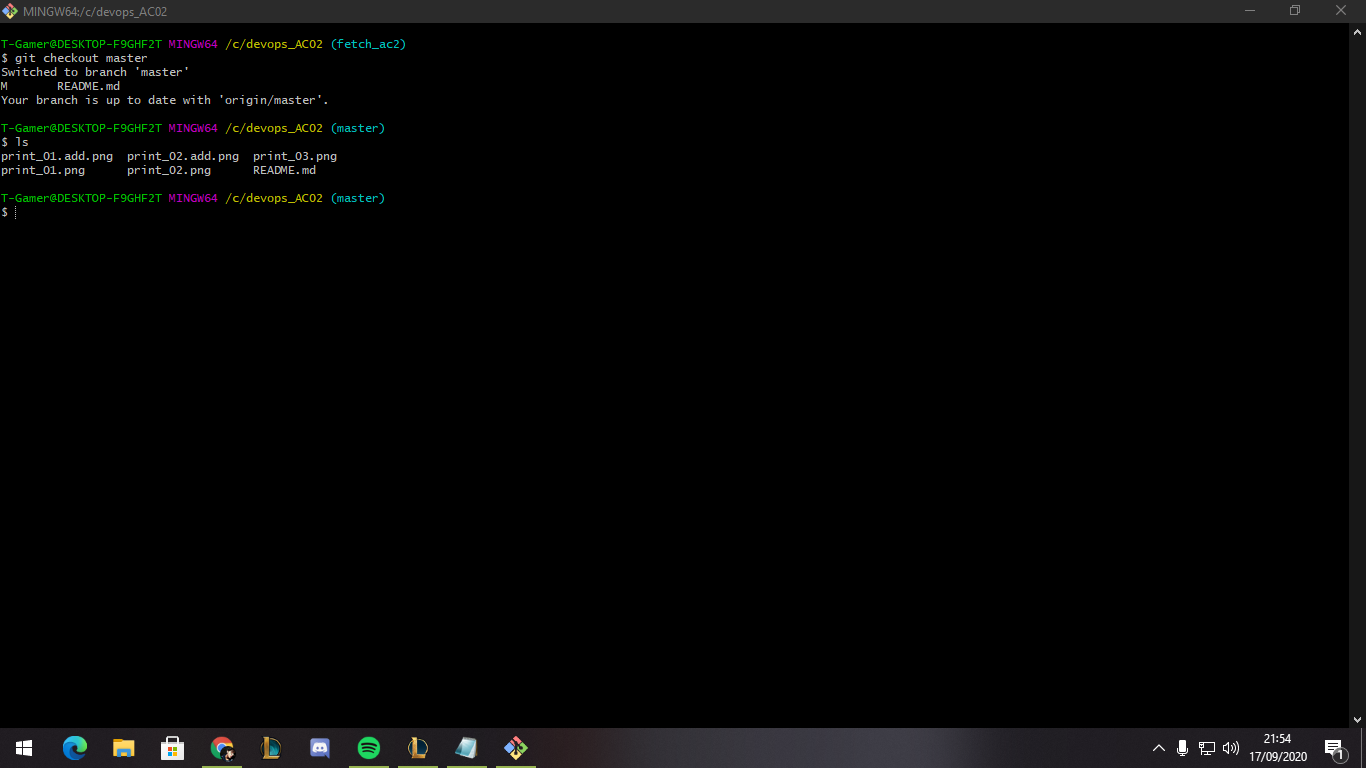 MINGW64:/c/devops_AC02
T-Gamer@DESKTOP-F9GHF2T MINGW64 /c/devops_AC02 (fetch_ac2)
$ git checkout master
Switched to branch 'master'
M       README.md
Your branch is up to date with 'origin/master'.
T-Gamer@DESKTOP-F9GHF2T MINGW64 /c/devops_AC02 (master)
$ ls
print_01.add.png  print_02.add.png  print_03.png
print_01.png      print_02.png      README.md
T-Gamer@DESKTOP-F9GHF2T MINGW64 /c/devops_AC02 (master)
$
21:54
17/09/2020
1